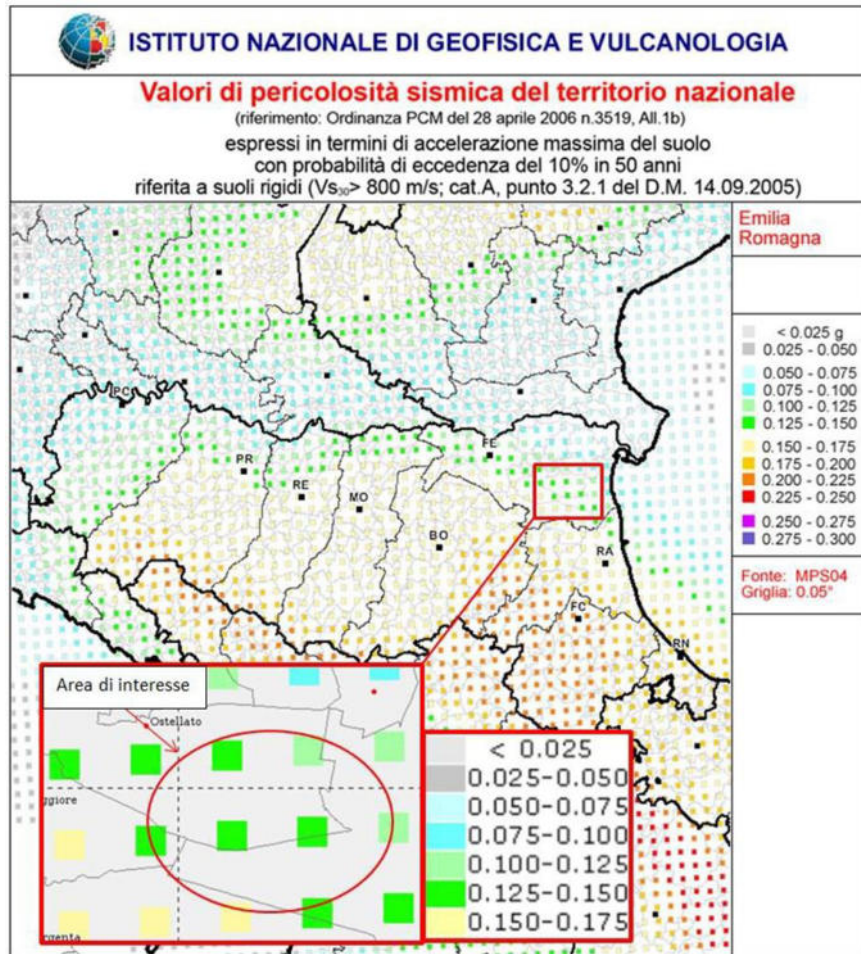 ISTITUTO NAZIONALE DI GEOFISICA E VULCANOLOGIA
Valori di pericolosità sismica del territorio nazionale
(riferimento: Ordinanza PCM del 28 aprile 2006 n.3519, All.1b)
espressi in termini di accelerazione massima del suolo
con probabilità di eccedenza del 10% in 50 anni
riferita a suoli rigidi (Vs₃₀> 800 m/s; cat.A, punto 3.2.1 del D.M. 14.09.2005)
Emilia
Romagna
< 0.025 g
0.025 - 0.050
0.050 - 0.075
0.075 - 0.100
0.100 - 0.125
0.125 - 0.150
0.150 - 0.175
0.175 - 0.200
0.200 - 0.225
0.225 - 0.250
0.250 - 0.275
0.275 - 0.300
Fonte: MPS04
Griglia: 0.05°
PC
PR
RE
MO
FE
BO
RA
FC
RN
Area di interesse
Ostellato
ggiore
rgenta
< 0.025
0.025-0.050
0.050-0.075
0.075-0.100
0.100-0.125
0.125-0.150
0.150-0.175